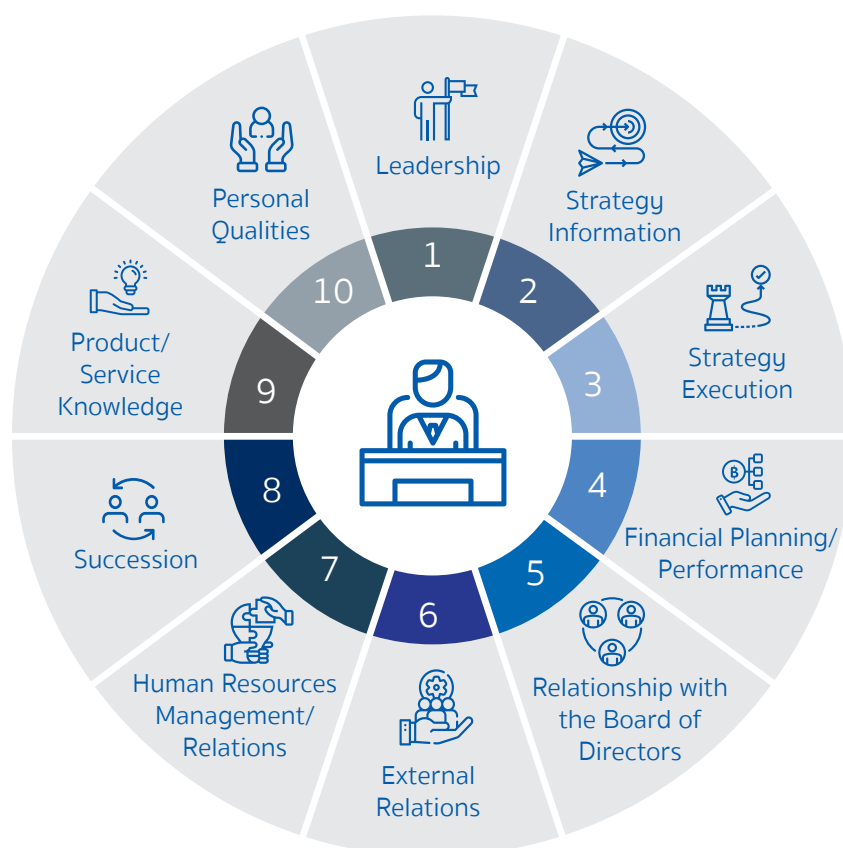 1
Leadership
2
Strategy
Information
3
Strategy
Execution
4
Financial Planning/
Performance
5
Relationship with
the Board of
Directors
6
External
Relations
7
Human Resources
Management/
Relations
8
Succession
9
Product/
Service
Knowledge
10
Personal
Qualities